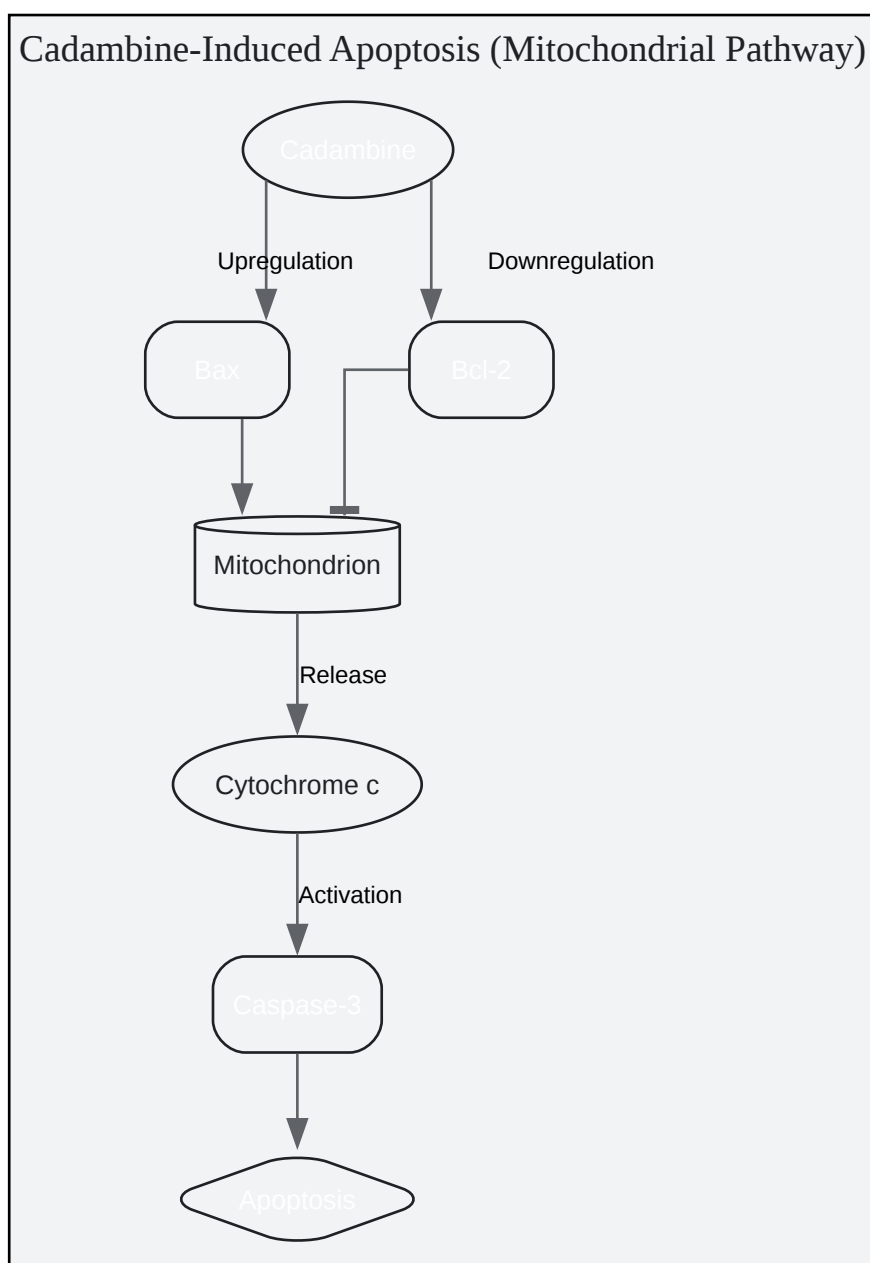 Cadambine-Induced Apoptosis (Mitochondrial Pathway)
Cadambine
Upregulation
Downregulation
Bax
Bcl-2
Mitochondrion
Release
Cytochrome c
Activation
Caspase-3
Apoptosis